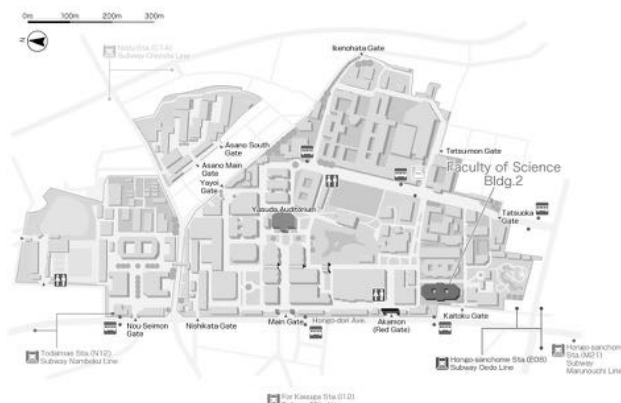 0m 100m 200m 300m
N
Nezu Sta. (C14)
Subway Chiyoda Line
Ikenohata Gate
Asano South
Gate
Asano Main
Gate
Yayoi
Gate
Tetsumon Gate
Faculty of Science
Bldg.2
Yasuda Auditorium
Tatsuoka
Gate
Nou Seimon
Gate
Nishikata Gate
Main Gate
Hongo-dori Ave.
Akamon
(Red Gate)
Kaitoku Gate
Todaimae Sta. (N12)
Subway Namboku Line
Hongo-sanchome Sta. (E08)
Subway Oedo Line
Hongo-sanchome
Sta. (M21)
Subway
Marunouchi Line
For Kasuga Sta. (I12)